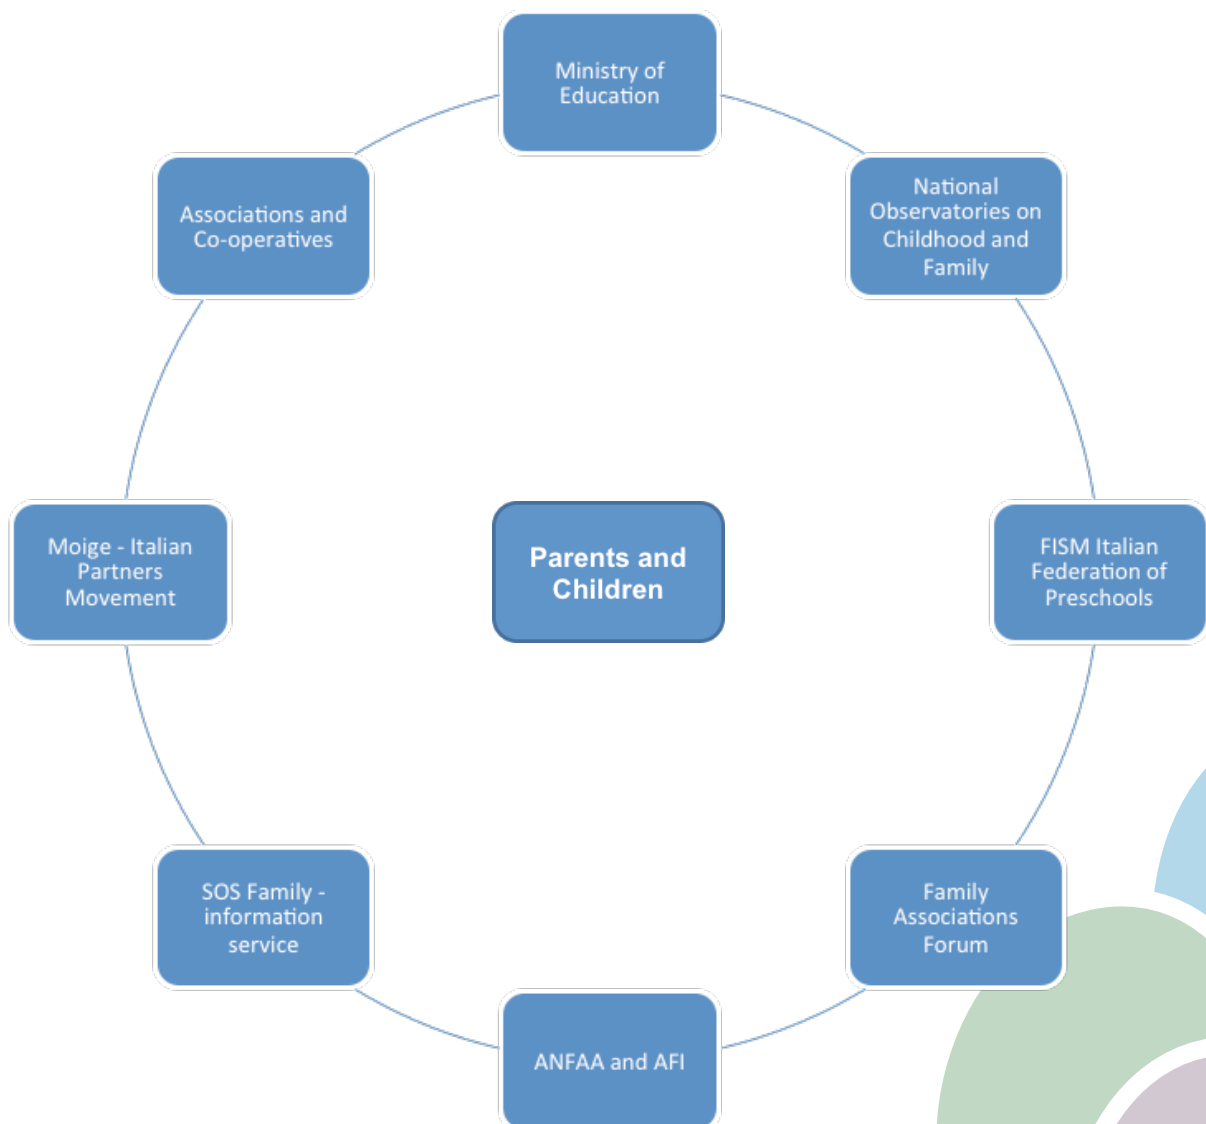 Ministry of
Education
National
Observatories on
Childhood and
Family
FISM Italian
Federation of
Preschools
Family
Associations
Forum
ANFAA and AFI
SOS Family -
information
service
Moige - Italian
Partners
Movement
Associations and
Co-operatives
Parents and
Children